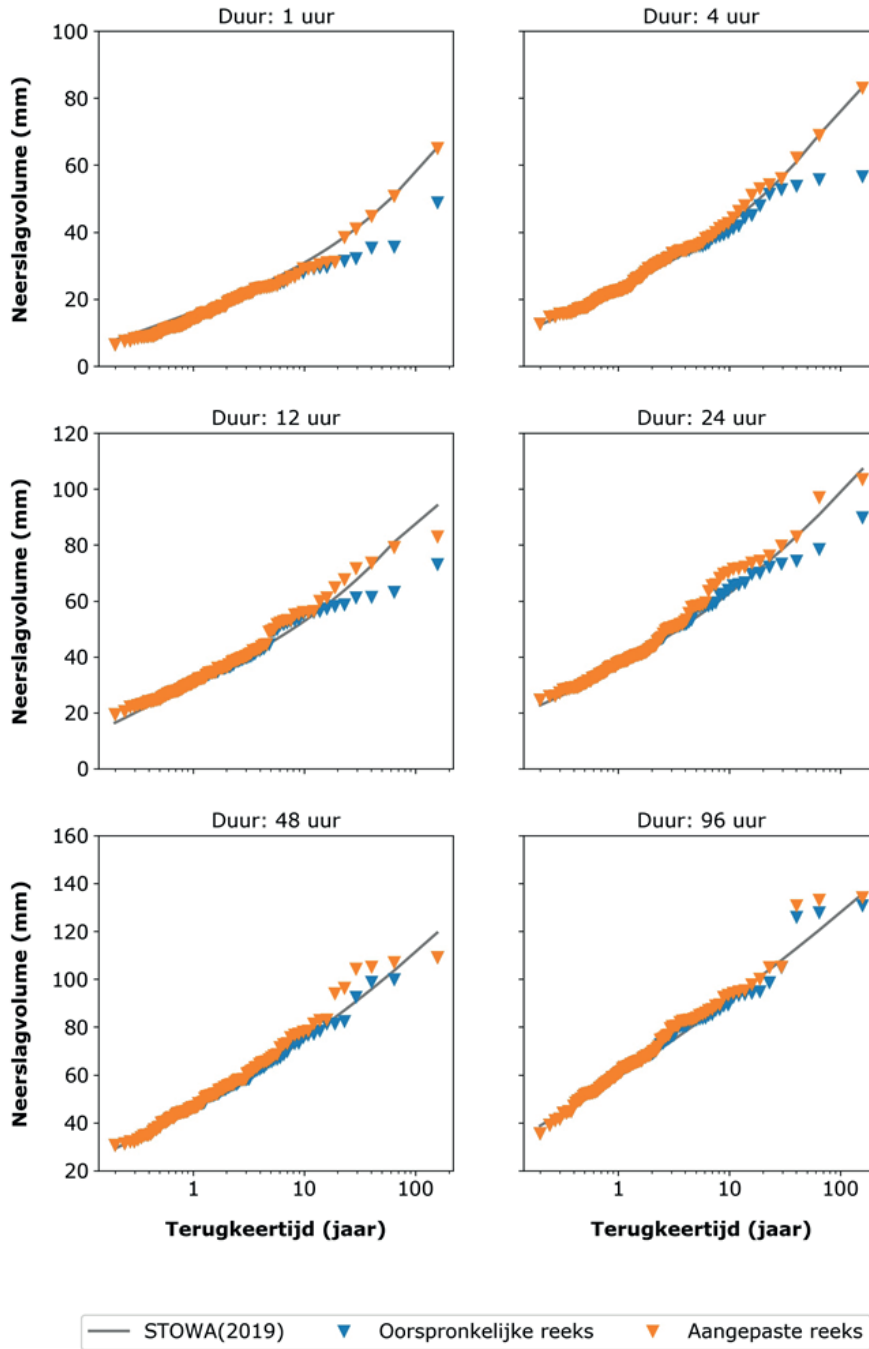 Duur: 1 uur
Duur: 4 uur
100
80
60
40
20
0
Neerslagvolume (mm)
Duur: 12 uur
Duur: 24 uur
120
100
80
60
40
20
0
Neerslagvolume (mm)
Duur: 48 uur
Duur: 96 uur
160
140
120
100
80
60
40
20
Neerslagvolume (mm)
1 10 100
1 10 100
Terugkeertijd (jaar)
Terugkeertijd (jaar)
STOWA(2019) Oorspronkelijke reeks Aangepaste reeks